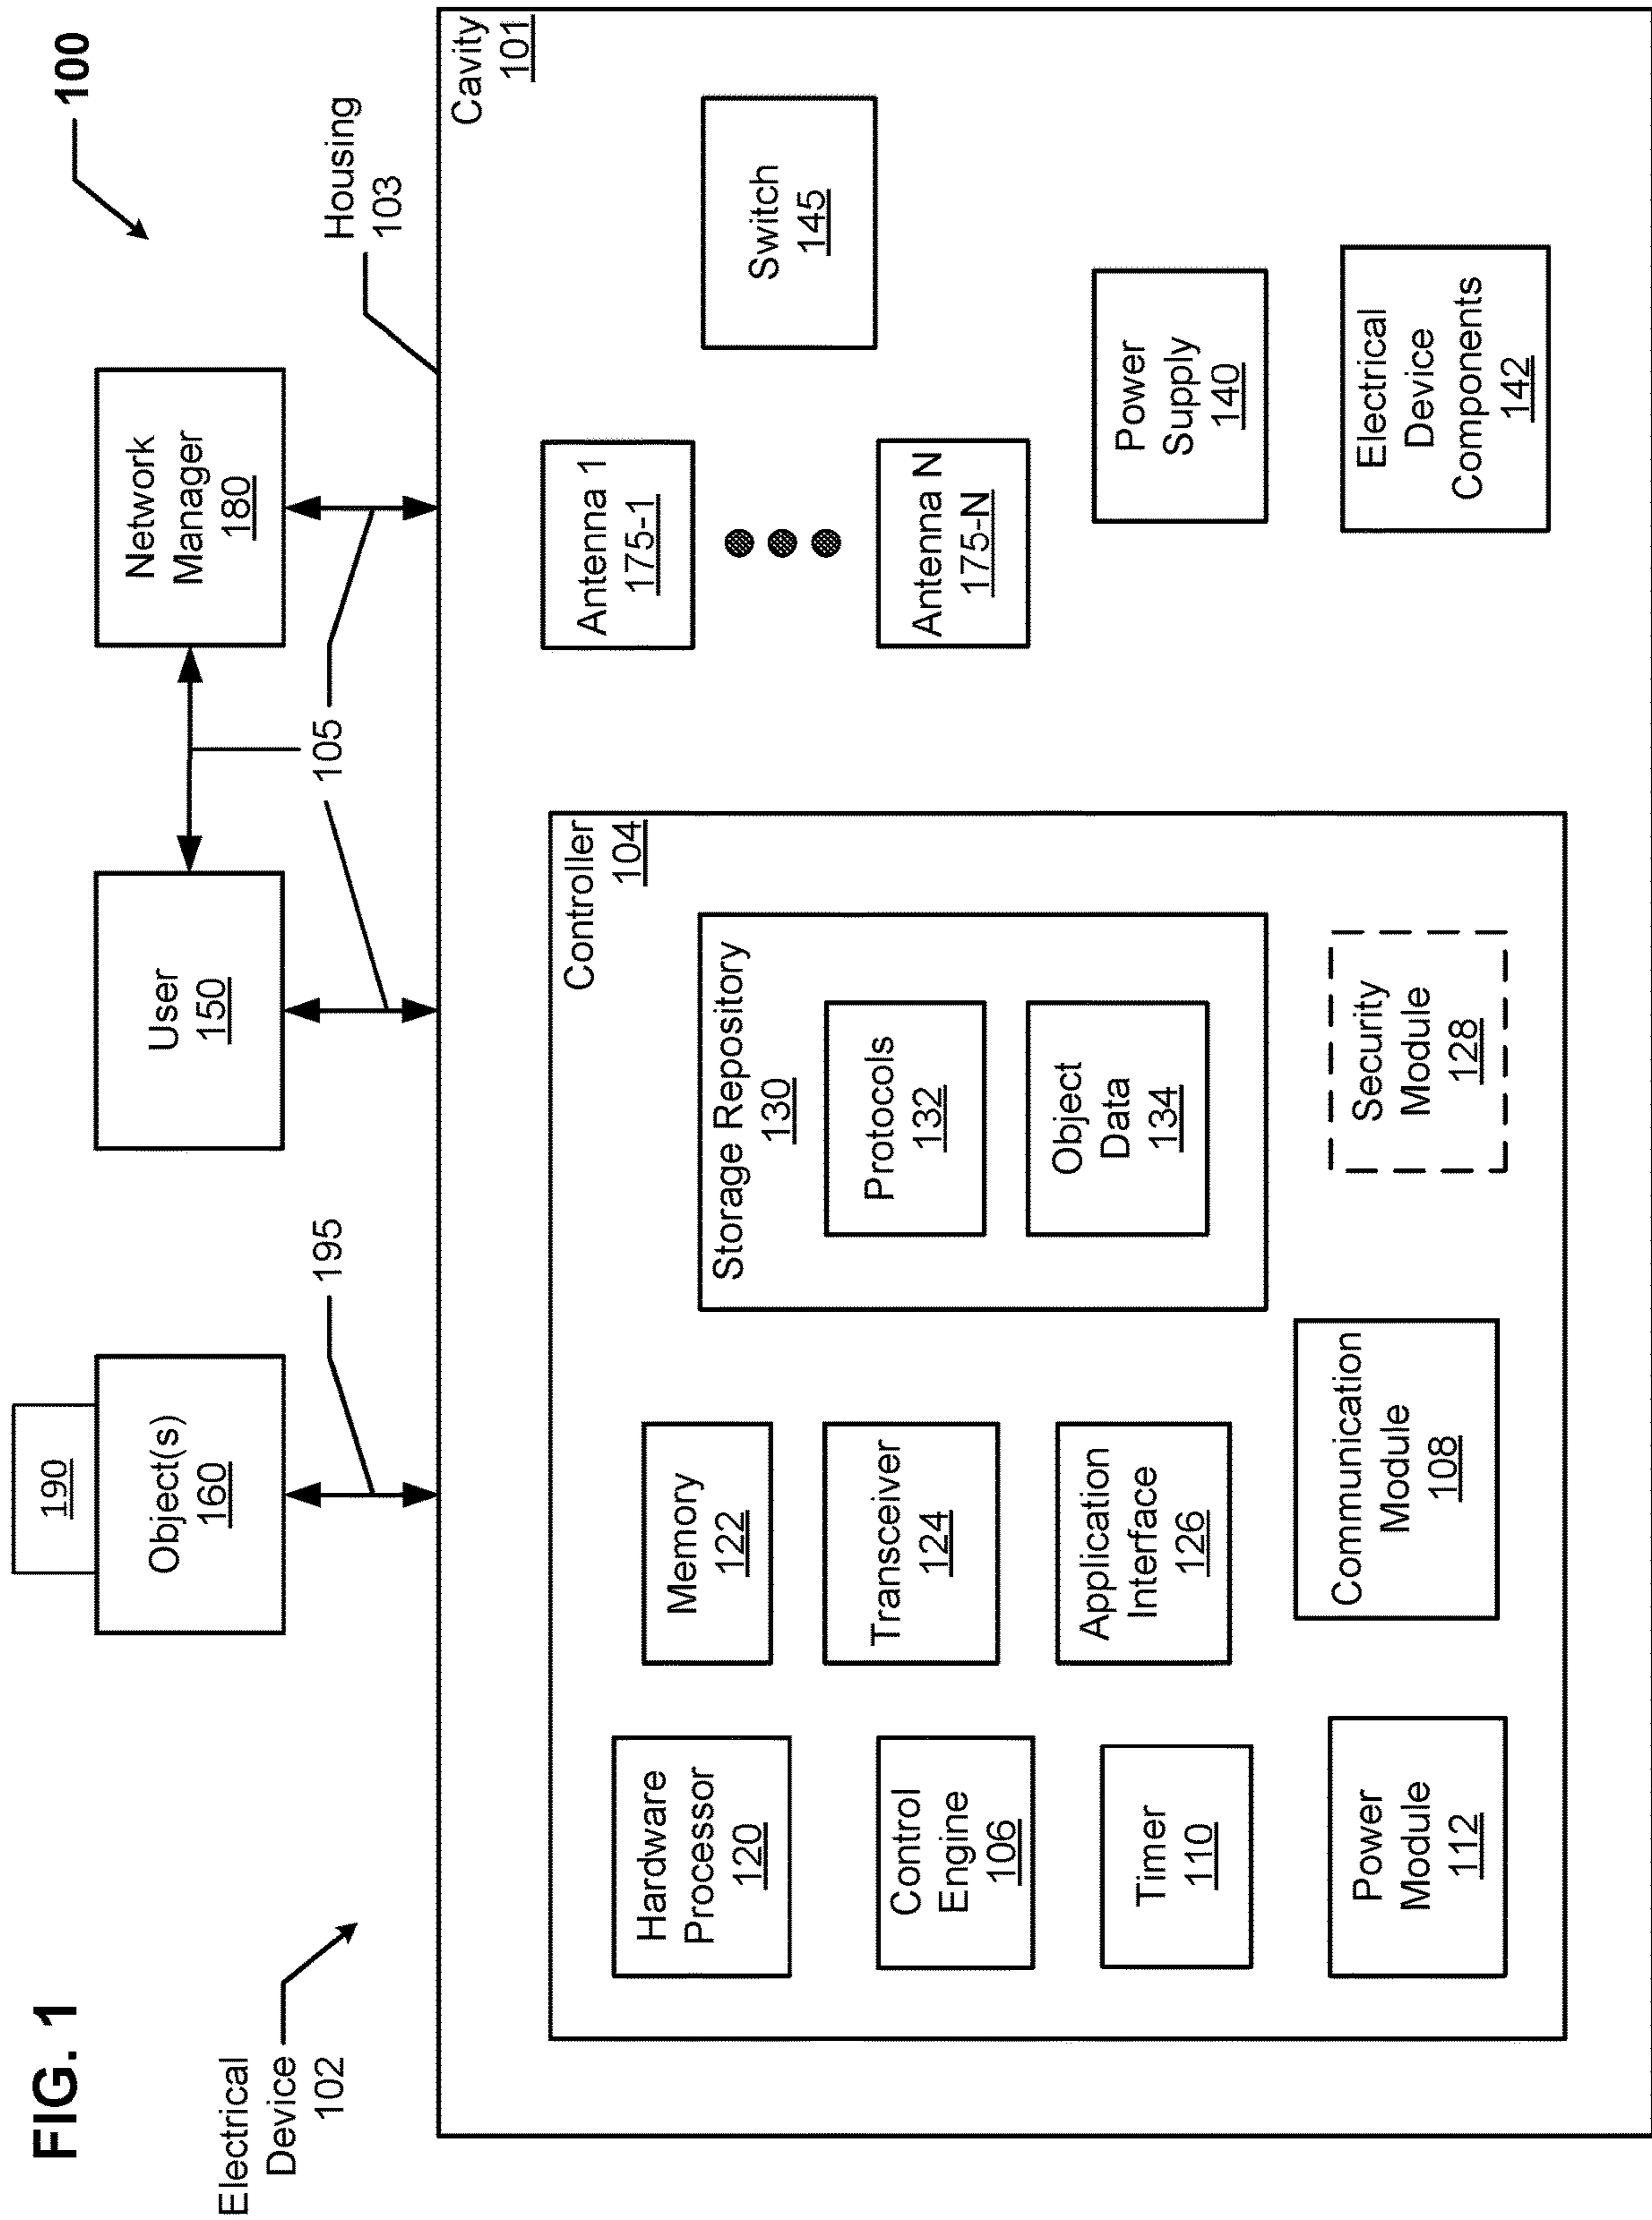 FIG. 1
100
190
Object(s)
160
User
150
Network
Manager
180
Electrical
Device
102
195
105
Housing
103
Cavity
101
Controller
104
Hardware
Processor
120
Memory
122
Storage Repository
130
Protocols
132
Object
Data
134
Control
Engine
106
Transceiver
124
Timer
110
Application
Interface
126
Power
Module
112
Communication
Module
108
Security
Module
128
Antenna 1
175-1
Antenna N
175-N
Switch
145
Power
Supply
140
Electrical
Device
Components
142